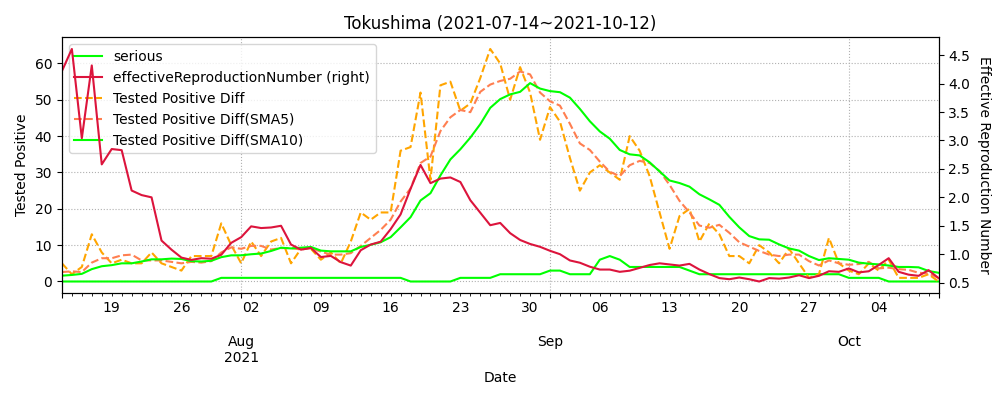 Tokushima (2021-07-14~2021-10-12)
serious
effectiveReproductionNumber (right)
Tested Positive Diff
Tested Positive Diff(SMA5)
Tested Positive Diff(SMA10)
Tested Positive
60
50
40
30
20
10
0
4.5
4.0
3.5
3.0
2.5
2.0
1.5
1.0
0.5
Effective Reproduction Number
19 26 02 09 16 23 30 06 13 20 27 04
Aug Sep Oct
2021
Date